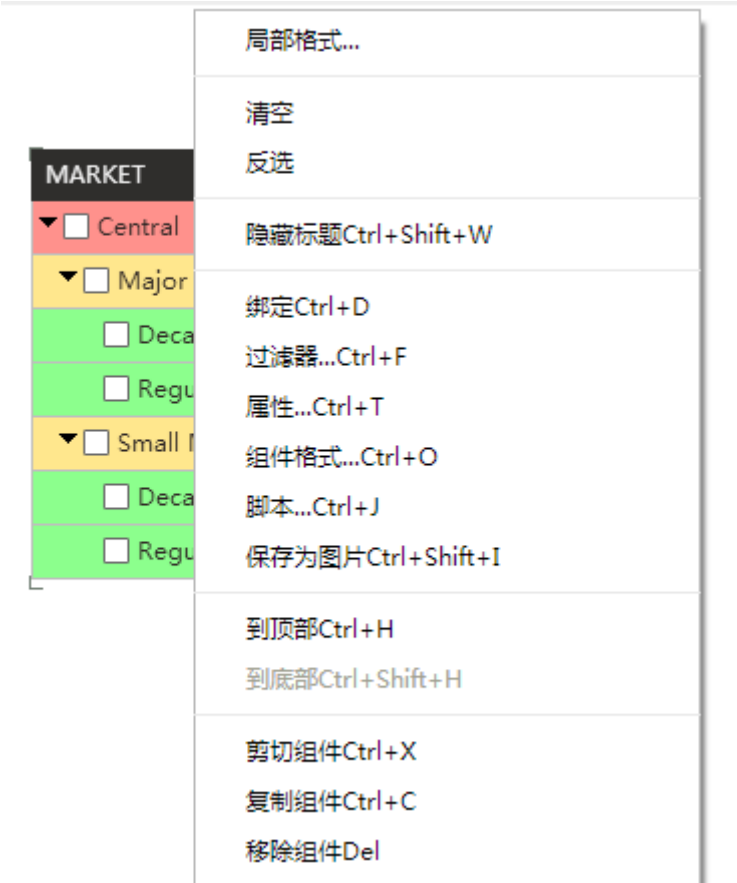 局部格式...
清空
反选
MARKET
Central
隐藏标题Ctrl+Shift+W
Major
绑定Ctrl+D
Deca
过滤器...Ctrl+F
Regu
属性...Ctrl+T
Small
组件格式...Ctrl+O
Deca
脚本...Ctrl+J
Regu
保存为图片Ctrl+Shift+I
到顶部Ctrl+H
到底部Ctrl+Shift+H
剪切组件Ctrl+X
复制组件Ctrl+C
移除组件Del